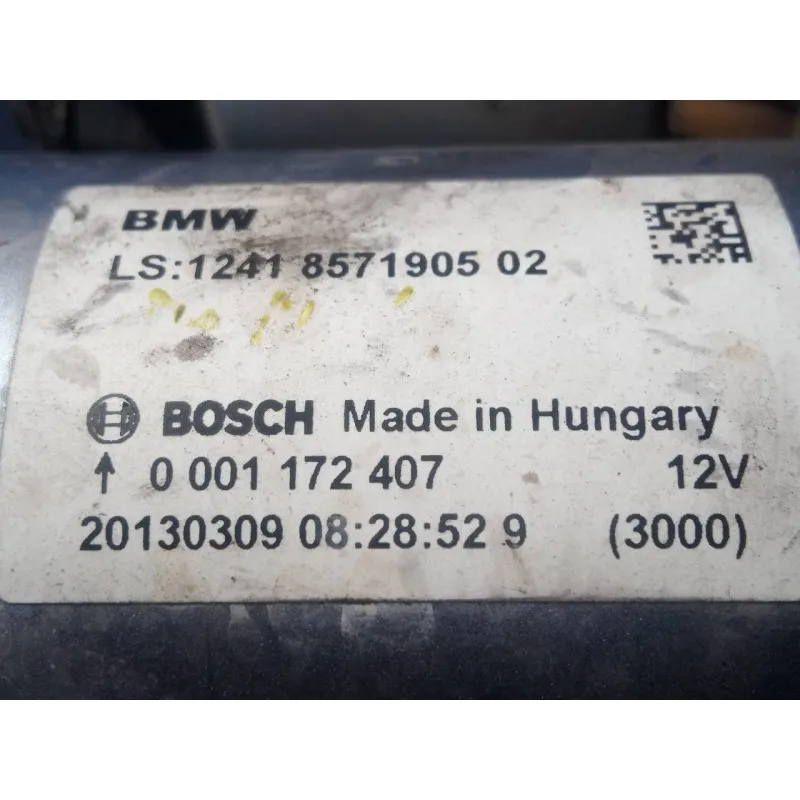 BMW
LS:1241 8571905 02
BOSCH Made in Hungary
↑ 0 001 172 407 12V
20130309 08:28:52 9 (3000)